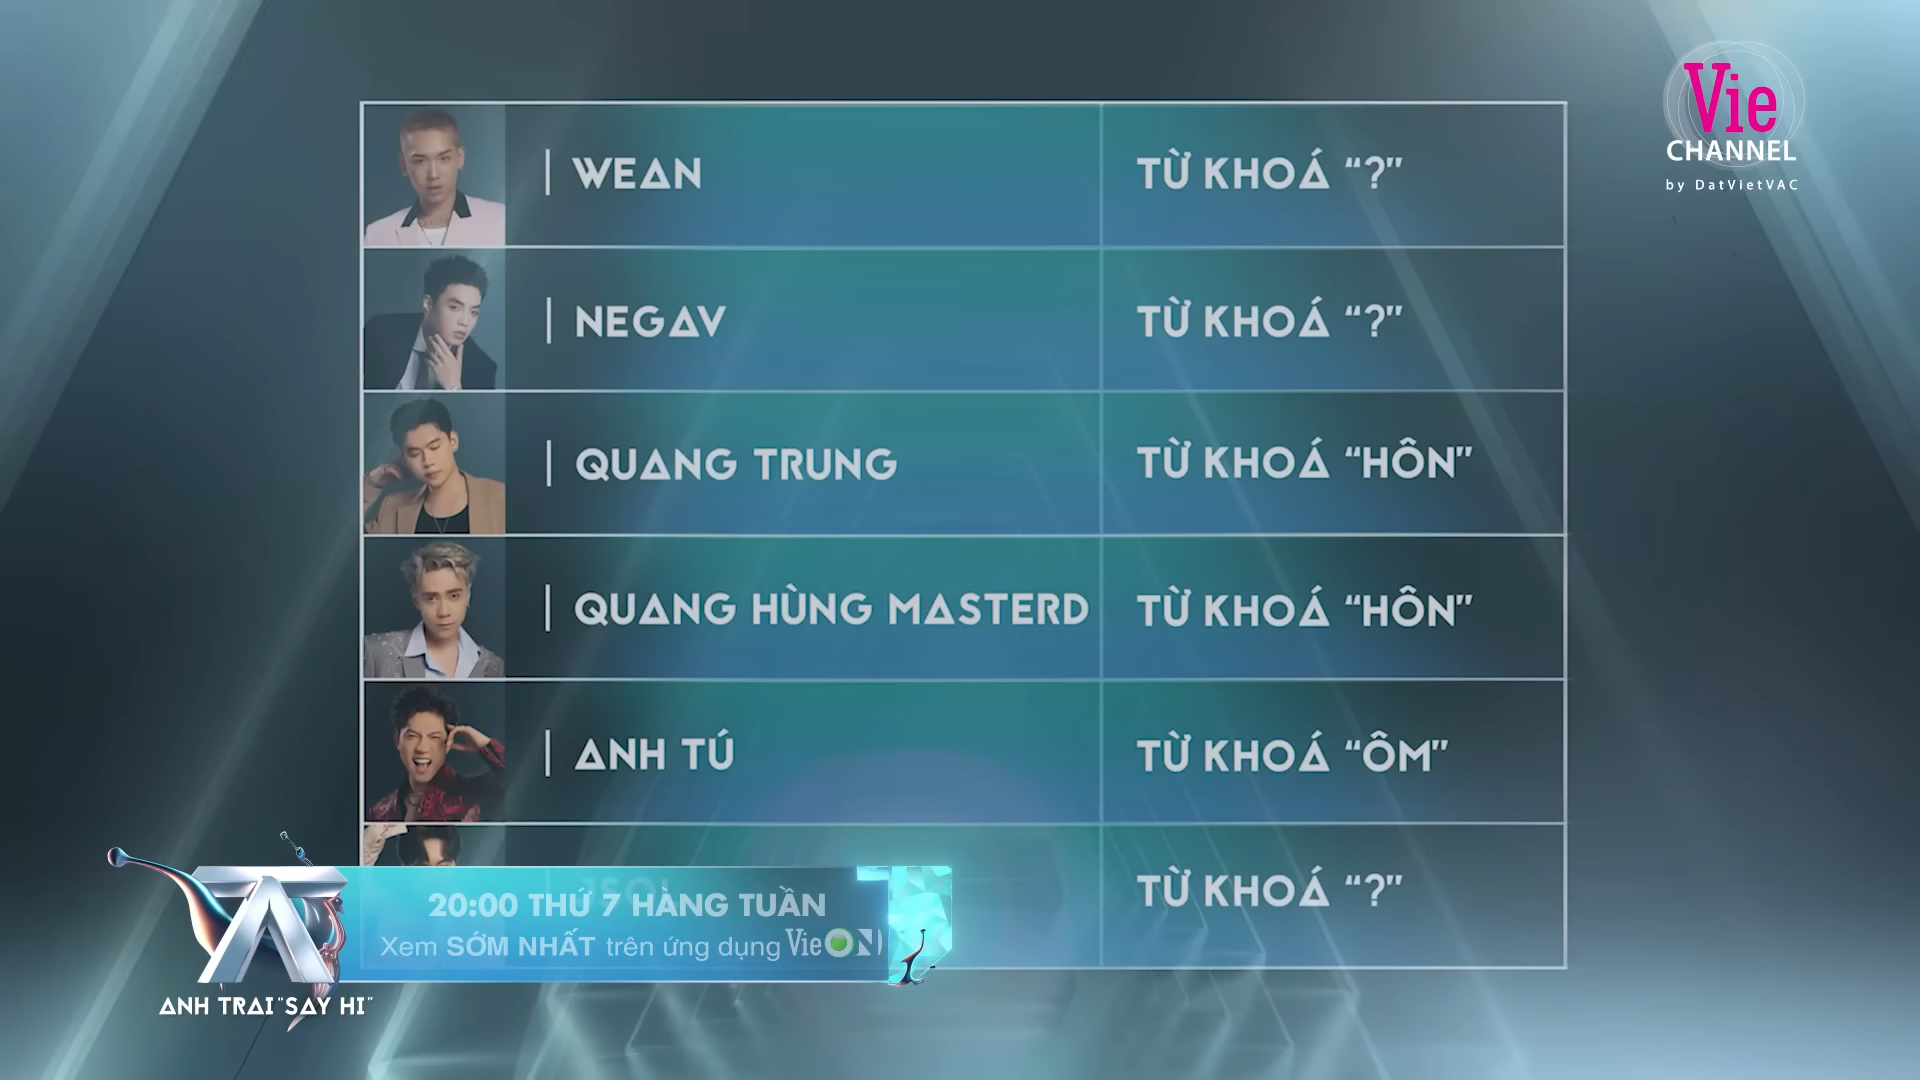 Vie
CHANNEL
by DatVietVAC
WEAN
TỪ KHOÁ “?”
NEGAV
TỪ KHOÁ “?”
QUANG TRUNG
TỪ KHOÁ “HÔN”
QUANG HÙNG MASTERD
TỪ KHOÁ “HÔN”
ANH TÚ
TỪ KHOÁ “ÔM”
TỪ KHOÁ “?”
20:00 THỨ 7 HÀNG TUẦN
Xem SỚM NHẤT trên ứng dụng VieON
ANH TRAI "SAY HI"